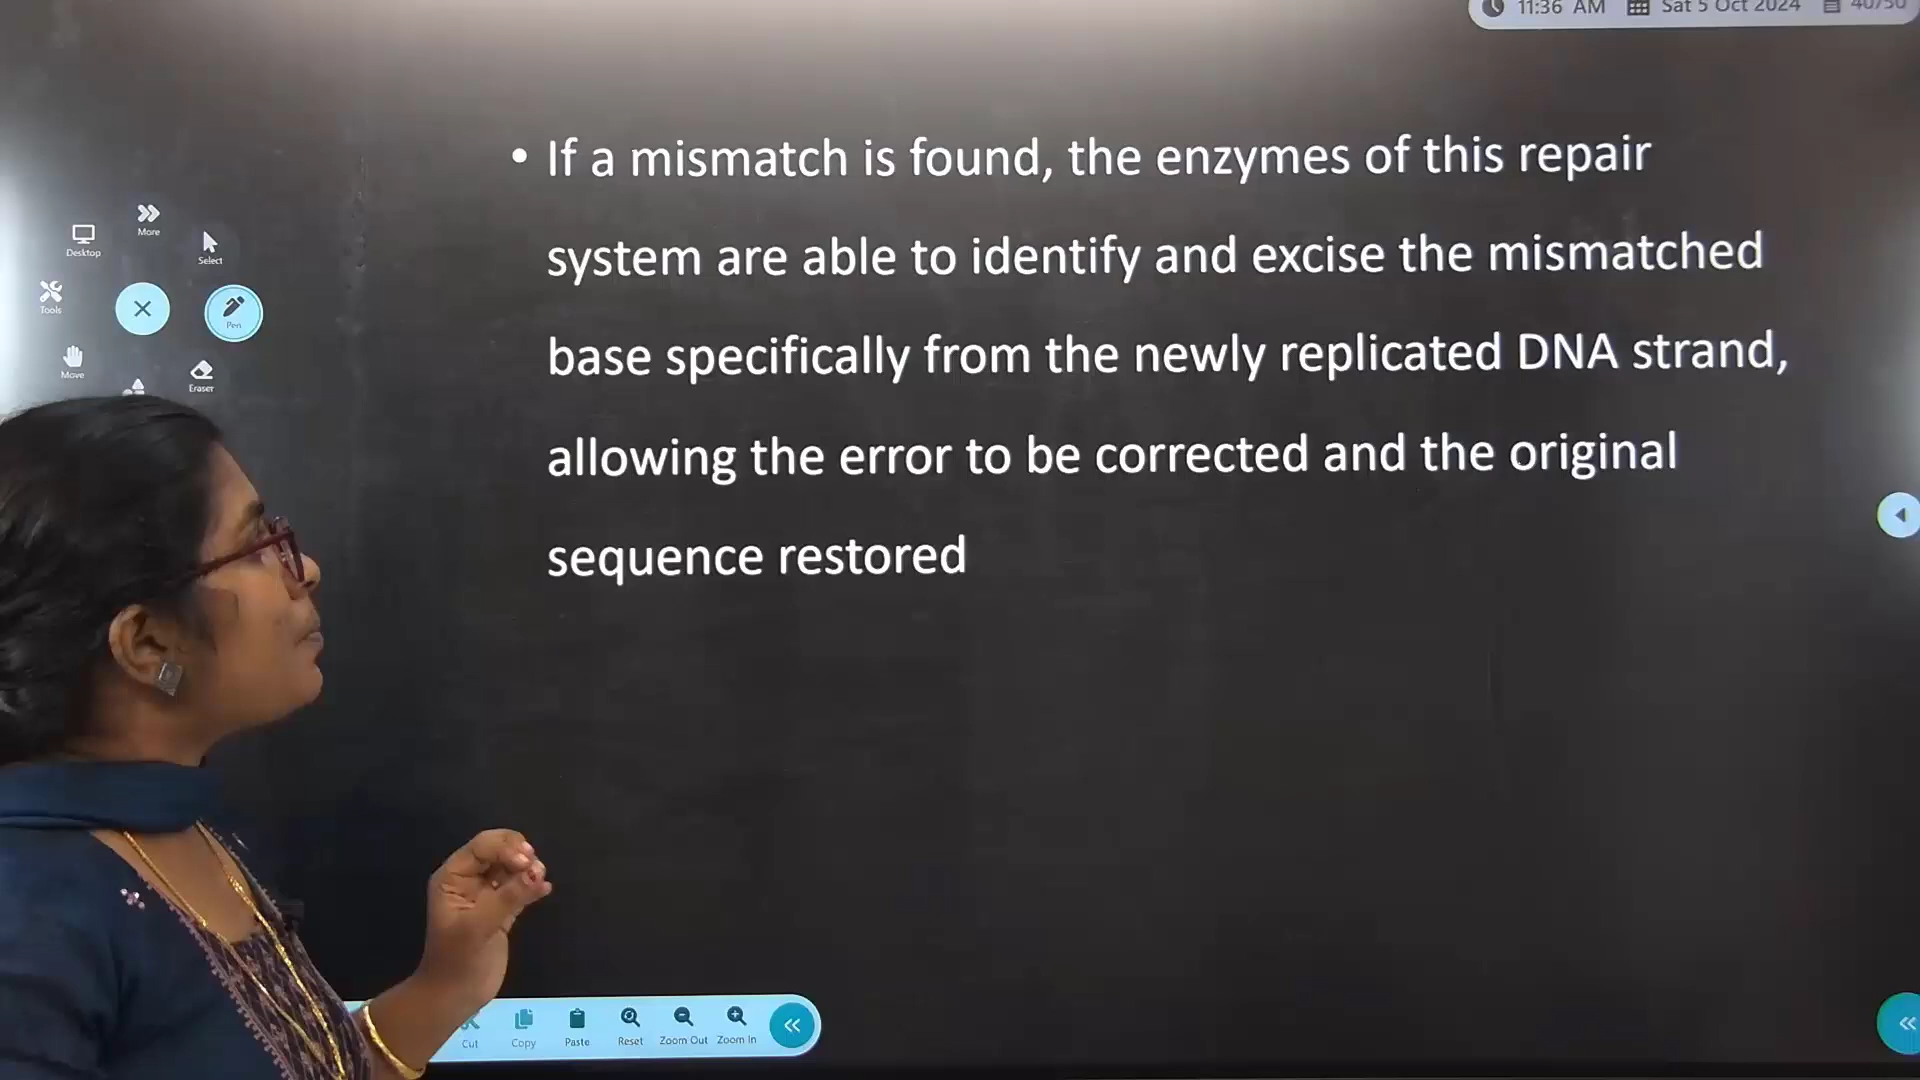 11:36 AM Sat 5 Oct 2024 40/50
• If a mismatch is found, the enzymes of this repair
system are able to identify and excise the mismatched
base specifically from the newly replicated DNA strand,
allowing the error to be corrected and the original
sequence restored
More
Desktop
Select
Tools
Pen
Move
Eraser
Cut
Copy
Paste
Reset
Zoom Out
Zoom In